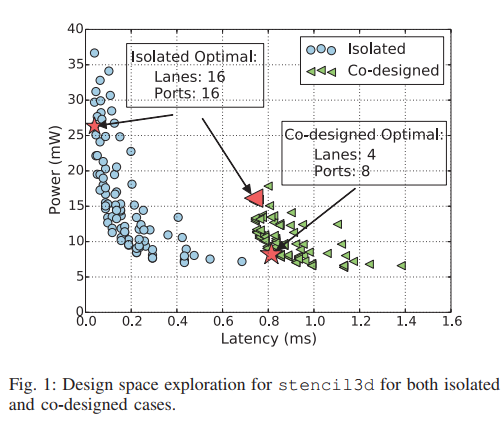 40
35
30
25
20
15
10
5
0
Power (mW)
Isolated Optimal:
Lanes: 16
Ports: 16
Isolated
Co-designed
Co-designed Optimal:
Lanes: 4
Ports: 8
0.0 0.2 0.4 0.6 0.8 1.0 1.2 1.4 1.6
Latency (ms)
Fig. 1: Design space exploration for stencil3d for both isolated
and co-designed cases.